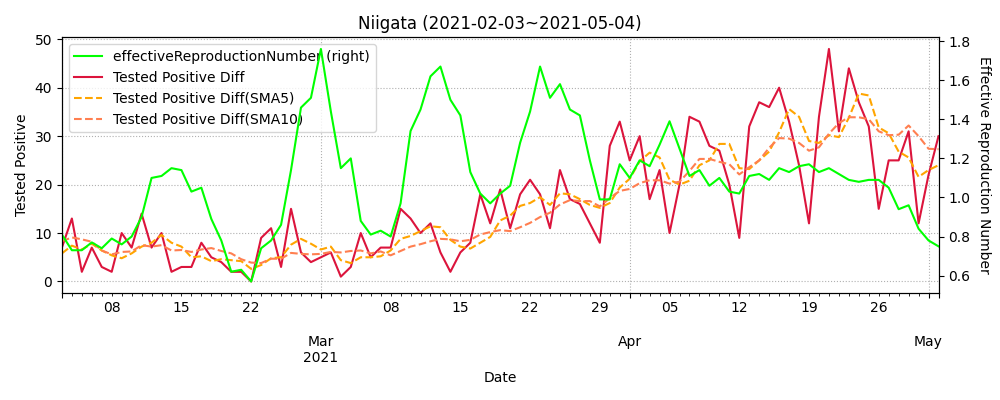 Niigata (2021-02-03~2021-05-04)
effectiveReproductionNumber (right)
Tested Positive Diff
Tested Positive Diff(SMA5)
Tested Positive Diff(SMA10)
Tested Positive
50
40
30
20
10
0
1.8
1.6
1.4
1.2
1.0
0.8
0.6
Effective Reproduction Number
08 15 22 08 15 22 29 05 12 19 26
Mar Apr May
2021
Date